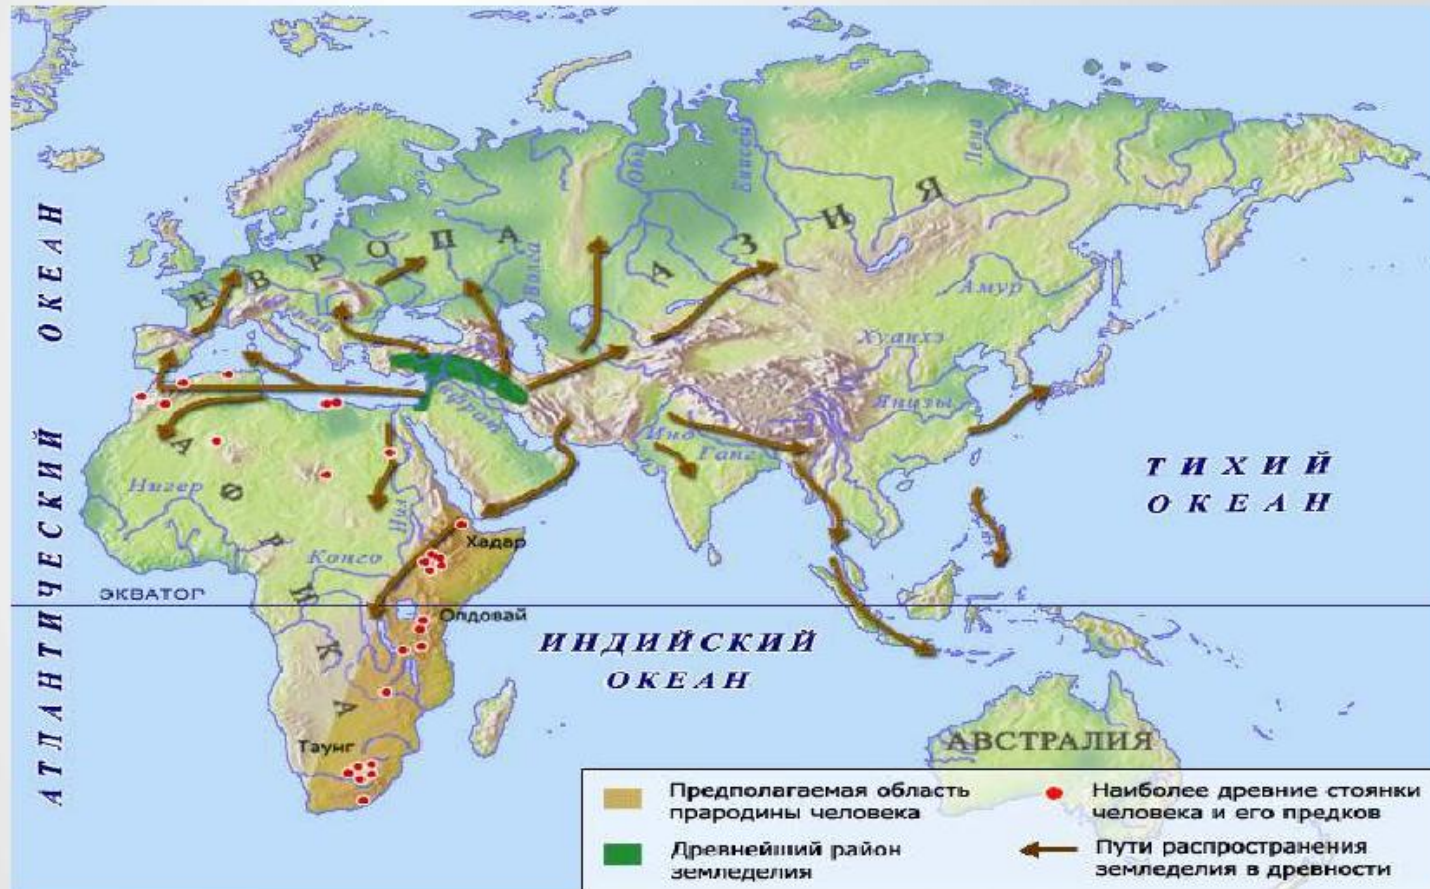 АТЛАНТИЧЕСКИЙ
ОКЕАН
ЕВРОПА
АЗИЯ
Обь
Енисей
Лена
Волга
Амур
Хуанхэ
Янцзы
Евфрат
Инд
Ганг
ТИХИЙ
ОКЕАН
АФРИКА
Нигер
Нил
Хадар
Конго
ЭКВАТОР
Олдовай
ИНДИЙСКИЙ
ОКЕАН
Таунг
АВСТРАЛИЯ
Предполагаемая область
прародины человека
Древнейший район
земледелия
Наиболее древние стоянки
человека и его предков
Пути распространения
земледелия в древности